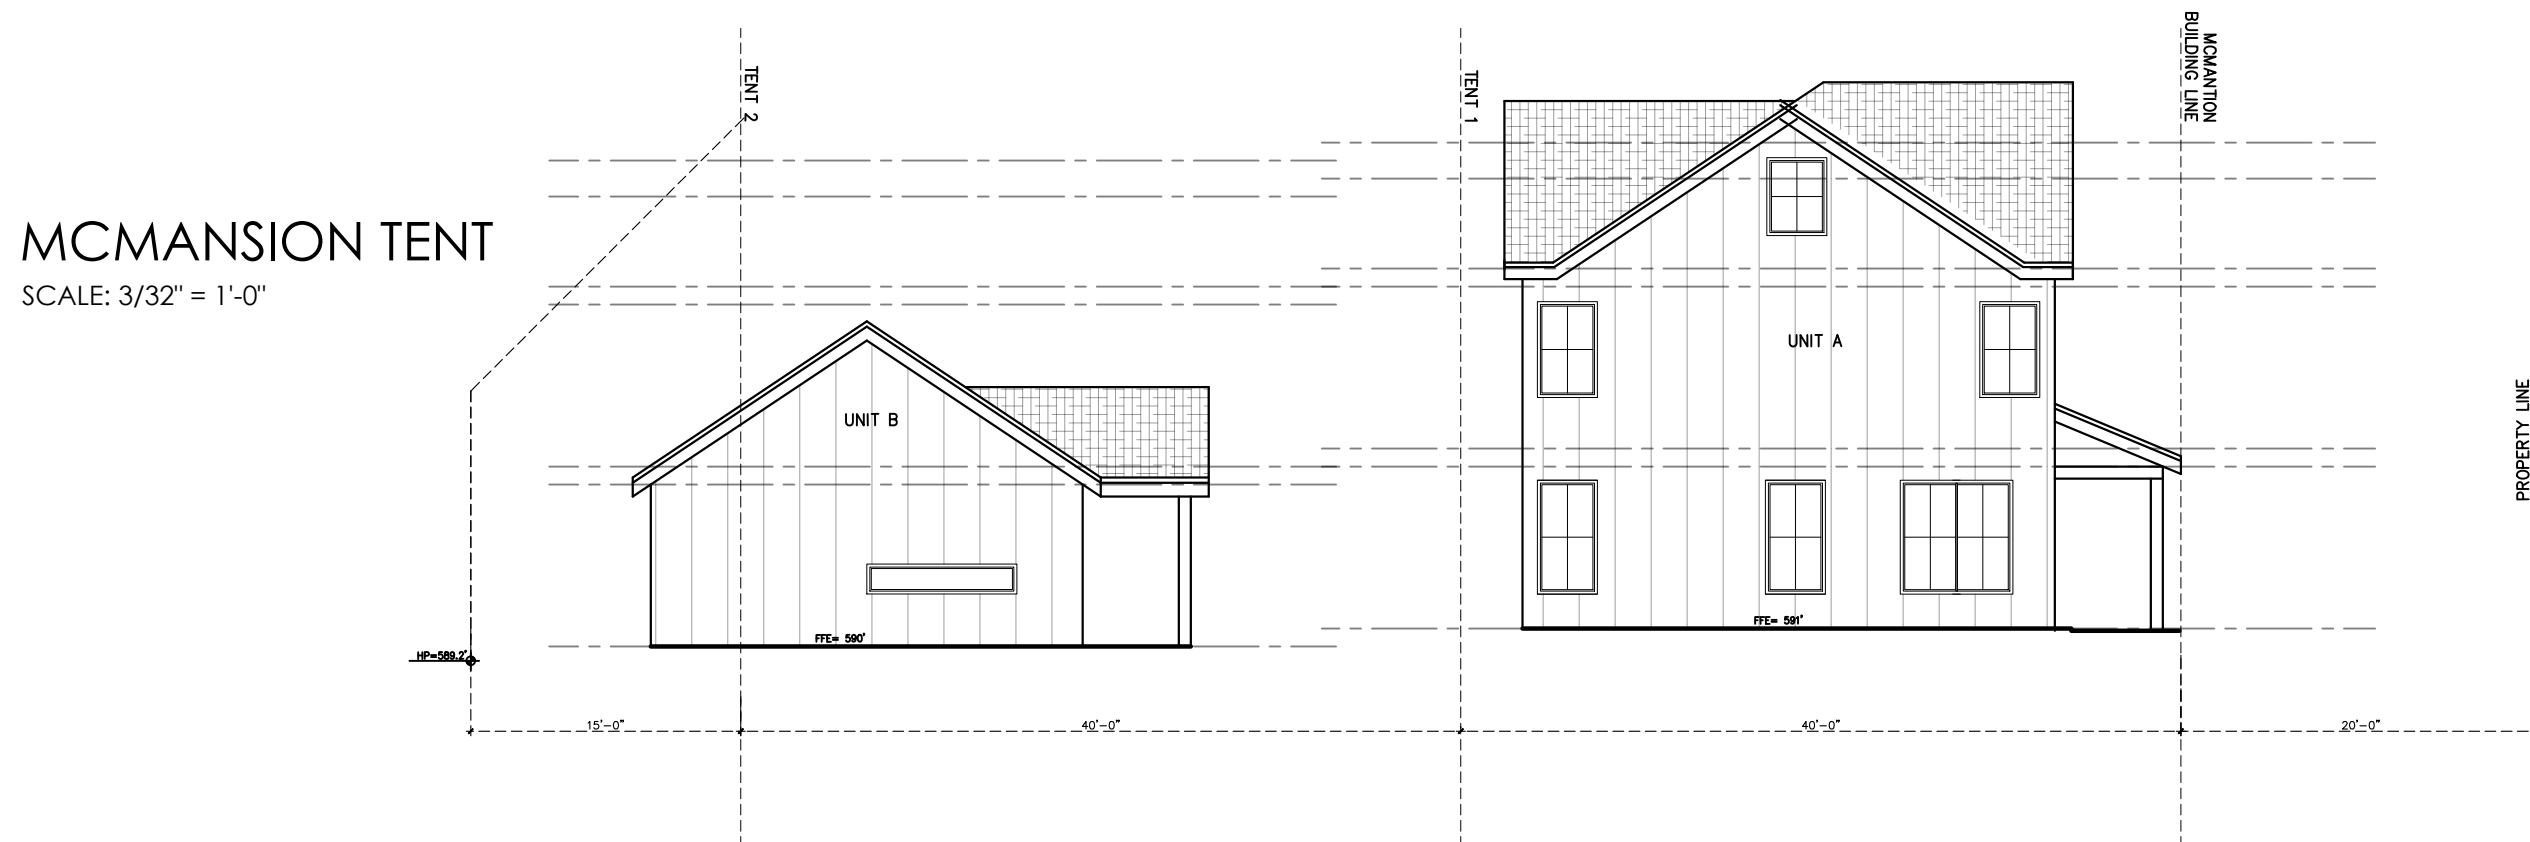 MCMANSION TENT
SCALE: 3/32" = 1'-0"
TENT 2
TENT 1
MCMANTION
BUILDING LINE
PROPERTY LINE
UNIT B
UNIT A
FFE= 590'
FFE= 591'
HP=589.2'
15'-0"
40'-0"
40'-0"
20'-0"